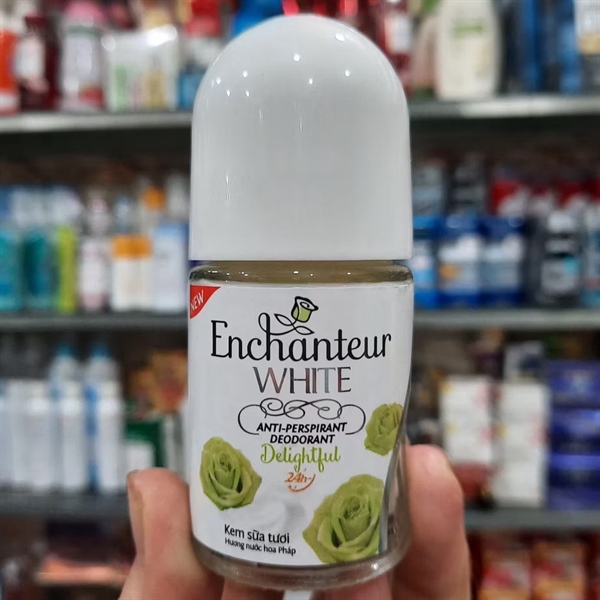 NEW
Enchanteur
WHITE
ANTI-PERSPIRANT
DEODORANT
Delightful
24h
Kem sữa tươi
Hương nước hoa Pháp